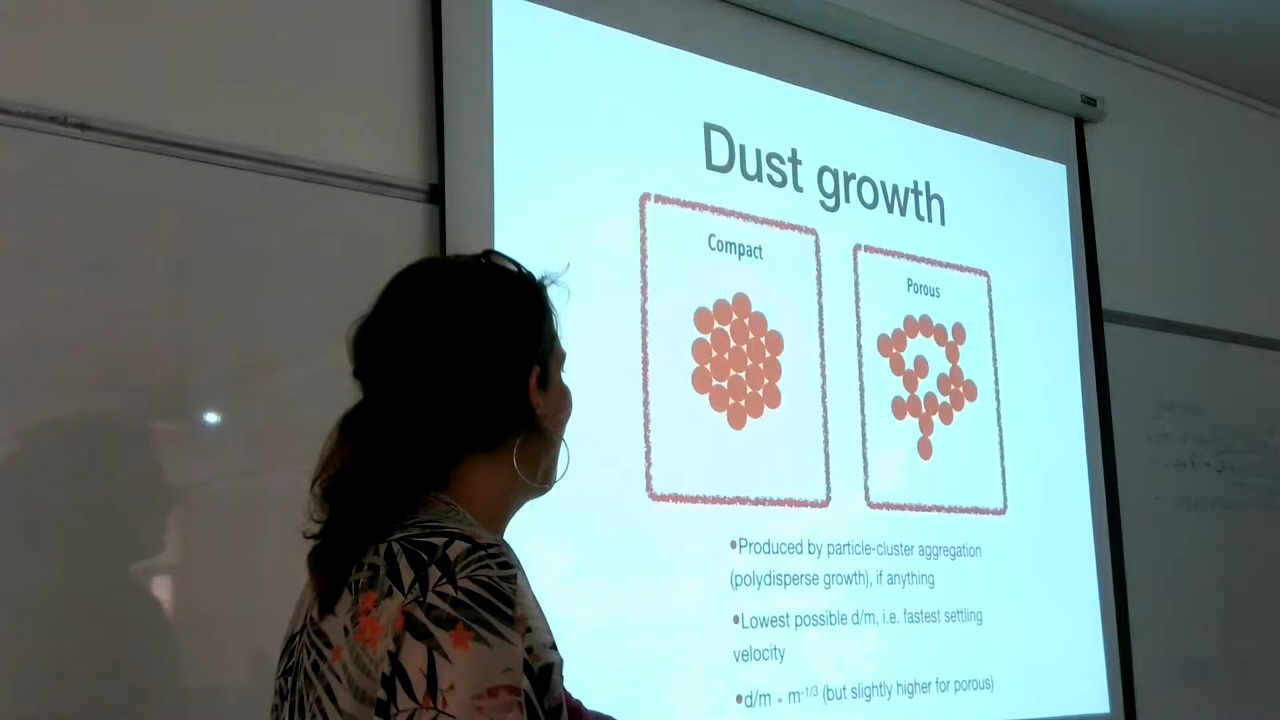 Dust growth
Compact
Porous
•Produced by particle-cluster aggregation
(polydisperse growth), if anything
•Lowest possible d/m, i.e. fastest settling
velocity
•d/m ∝ m-1/3 (but slightly higher for porous)